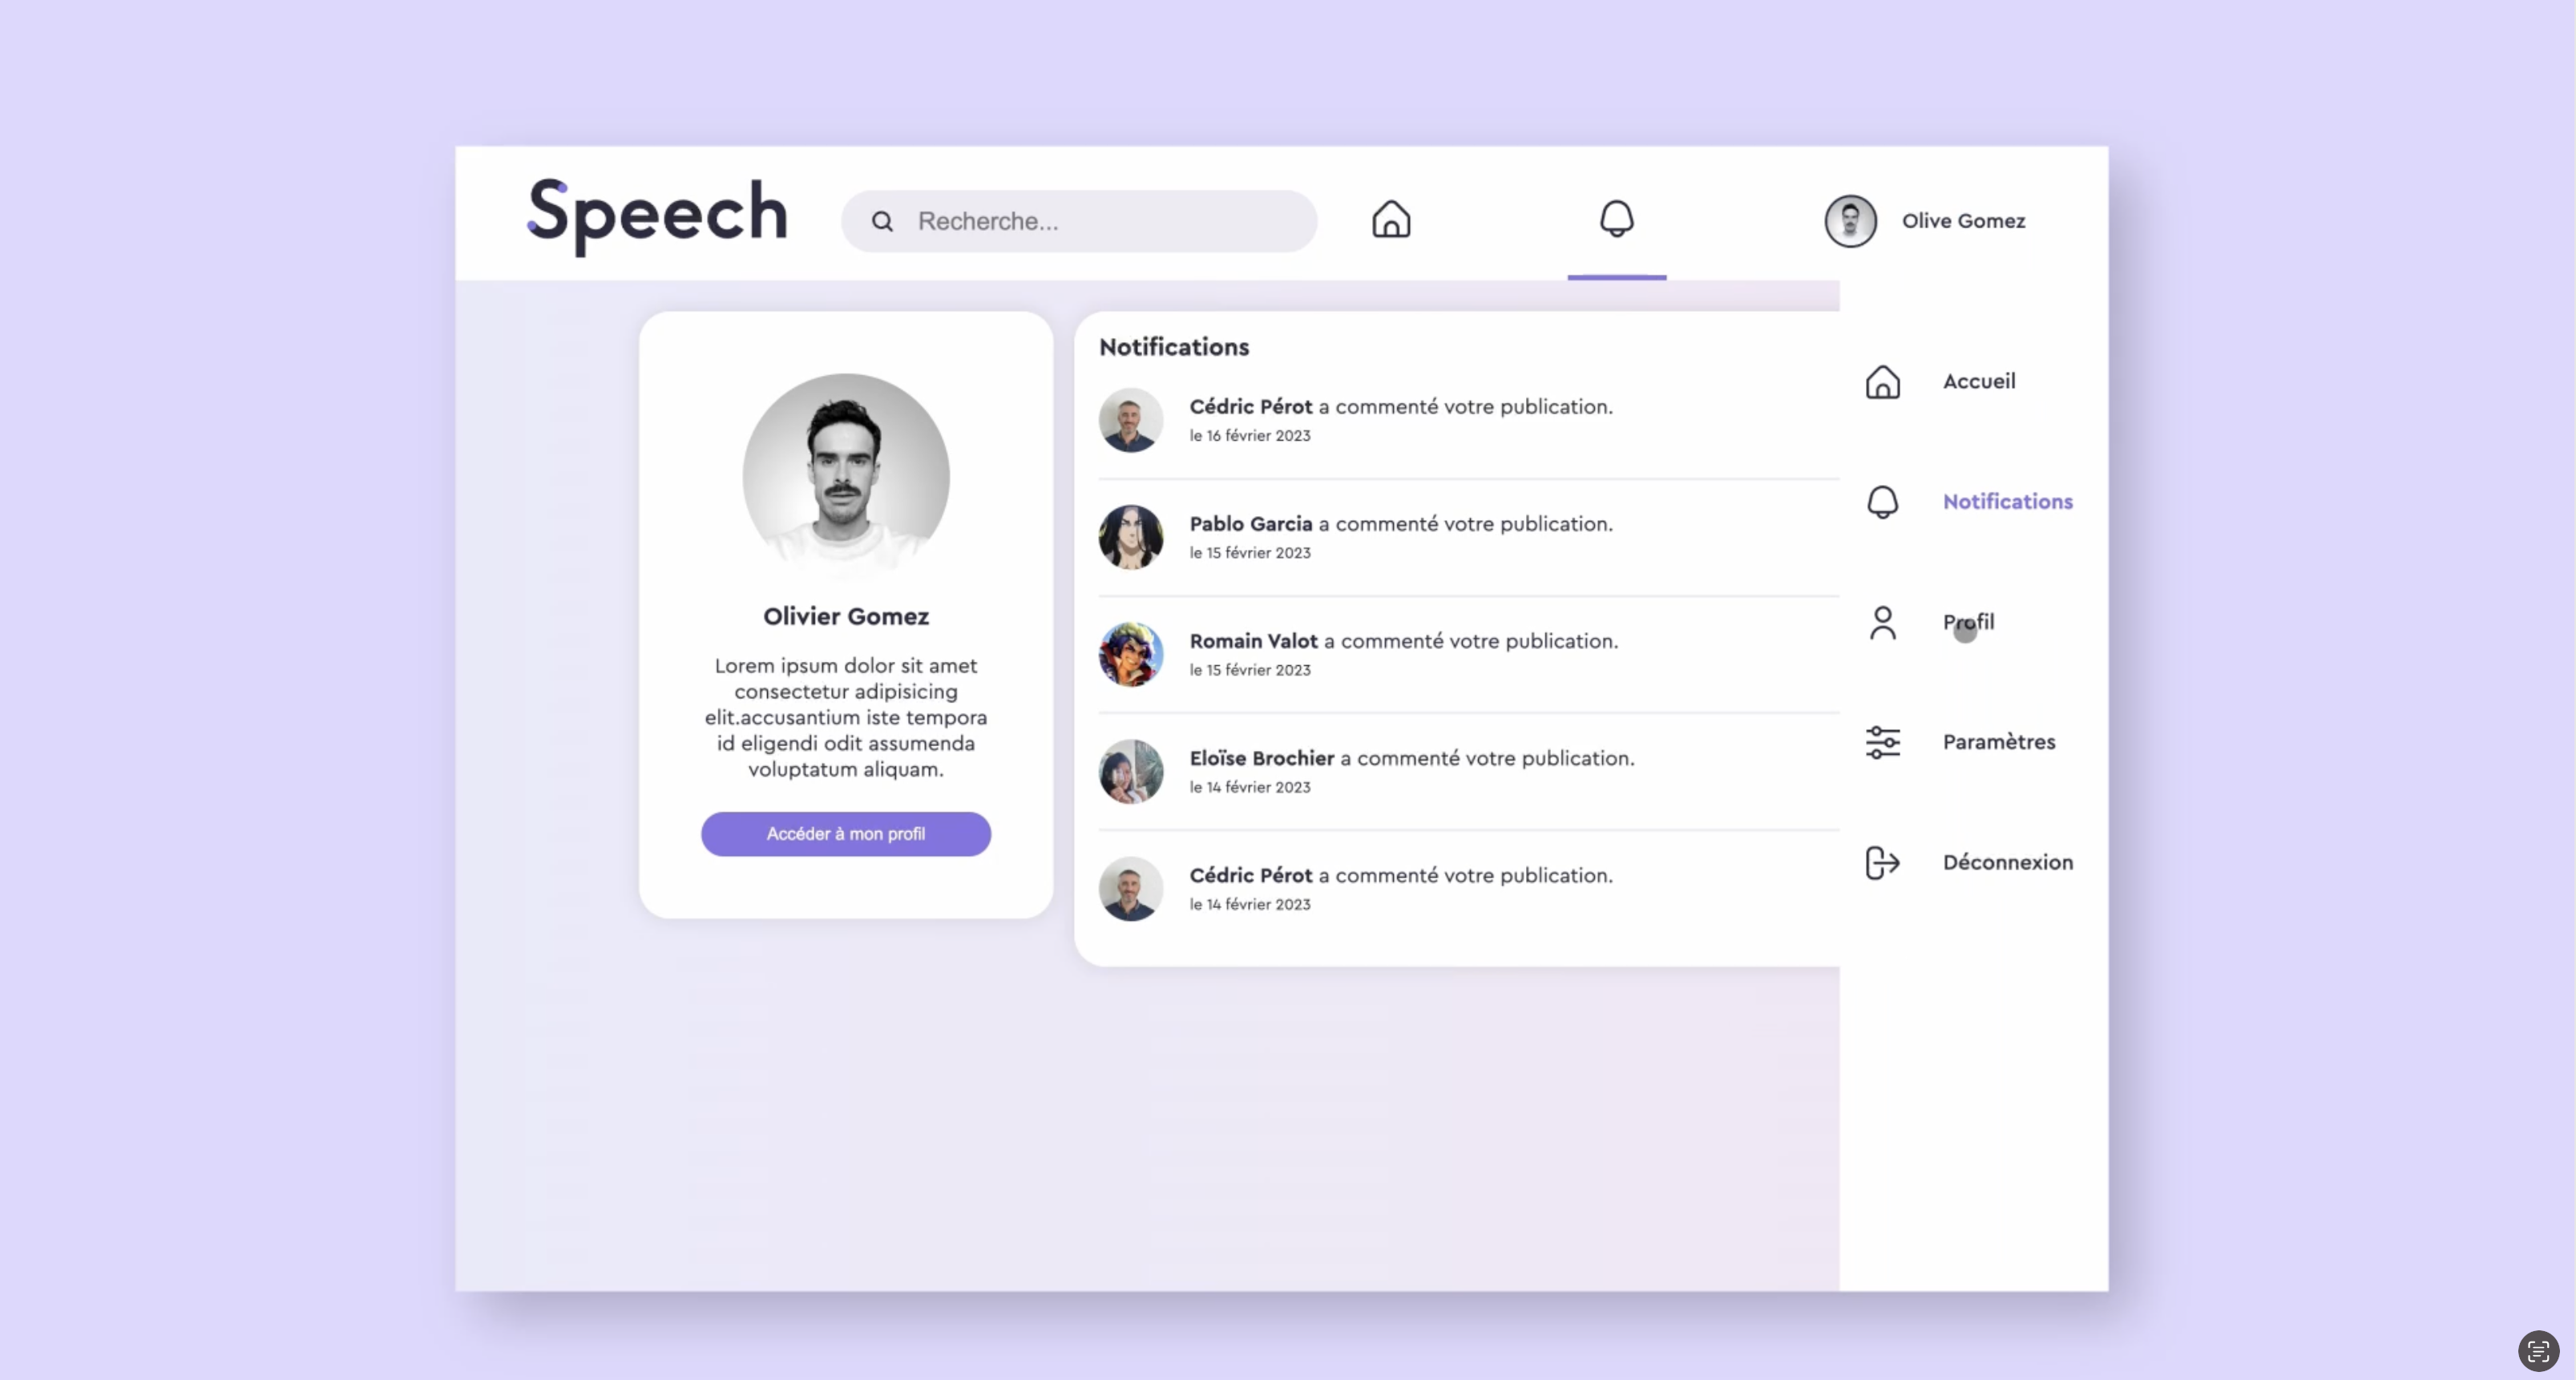 Speech
Recherche...
Olive Gomez
Olivier Gomez
Lorem ipsum dolor sit amet
consectetur adipisicing
elit.accusantium iste tempora
id eligendi odit assumenda
voluptatum aliquam.
Accéder à mon profil
Notifications
Cédric Pérot a commenté votre publication.
le 16 février 2023
Pablo Garcia a commenté votre publication.
le 15 février 2023
Romain Valot a commenté votre publication.
le 15 février 2023
Eloïse Brochier a commenté votre publication.
le 14 février 2023
Cédric Pérot a commenté votre publication.
le 14 février 2023
Accueil
Notifications
Profil
Paramètres
Déconnexion